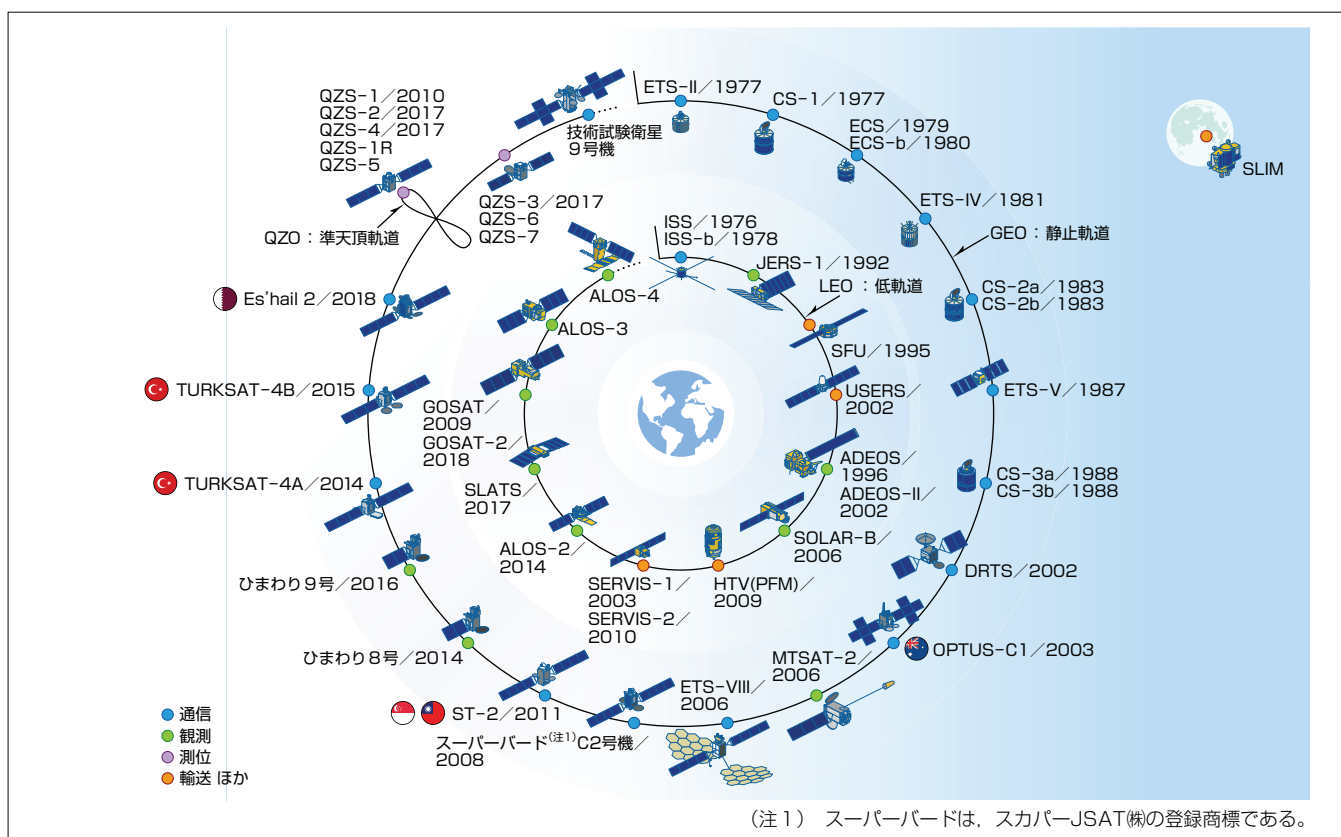 QZS-1／2010
QZS-2／2017
QZS-4／2017
QZS-1R
QZS-5
QZO：準天頂軌道
技術試験衛星
9号機
QZS-3／2017
QZS-6
QZS-7
ETS-II／1977
CS-1／1977
ECS／1979
ECS-b／1980
ETS-IV／1981
GEO：静止軌道
SLIM
CS-2a／1983
CS-2b／1983
ETS-V／1987
CS-3a／1988
CS-3b／1988
DRTS／2002
OPTUS-C1／2003
MTSAT-2／
2006
ETS-VIII／
2006
スーパーバード(注1)C2号機／
2008
ST-2／2011
ひまわり8号／2014
ひまわり9号／2016
TURKSAT-4A／2014
TURKSAT-4B／2015
Es'hail 2／2018
ISS／1976
ISS-b／1978
JERS-1／1992
LEO：低軌道
SFU／1995
USERS／
2002
ADEOS／
1996
ADEOS-II／
2002
SOLAR-B／
2006
HTV(PFM)／
2009
SERVIS-1／
2003
SERVIS-2／
2010
ALOS-2／
2014
SLATS／
2017
GOSAT／
2009
GOSAT-2／
2018
ALOS-3
ALOS-4
通信
観測
測位
輸送 ほか
（注1） スーパーバードは，スカパーJSAT㈱の登録商標である。